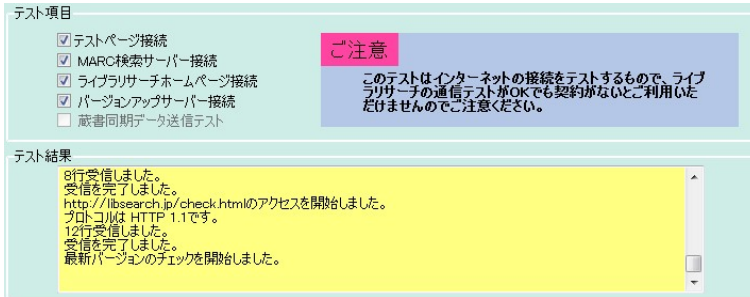 テスト項目
テストページ接続
MARC検索サーバー接続
ライブラリサーチホームページ接続
バージョンアップサーバー接続
蔵書同期データ送信テスト
ご注意
このテストはインターネットの接続をテストするもので、ライブ
ラリサーチの通信テストがOKでも契約がないとご利用いた
だけませんのでご注意ください。
テスト結果
8行受信しました。
受信を完了しました。
http://libsearch.jp/check.htmlのアクセスを開始しました。
プロトコルは HTTP 1.1です。
12行受信しました。
受信を完了しました。
最新バージョンのチェックを開始しました。